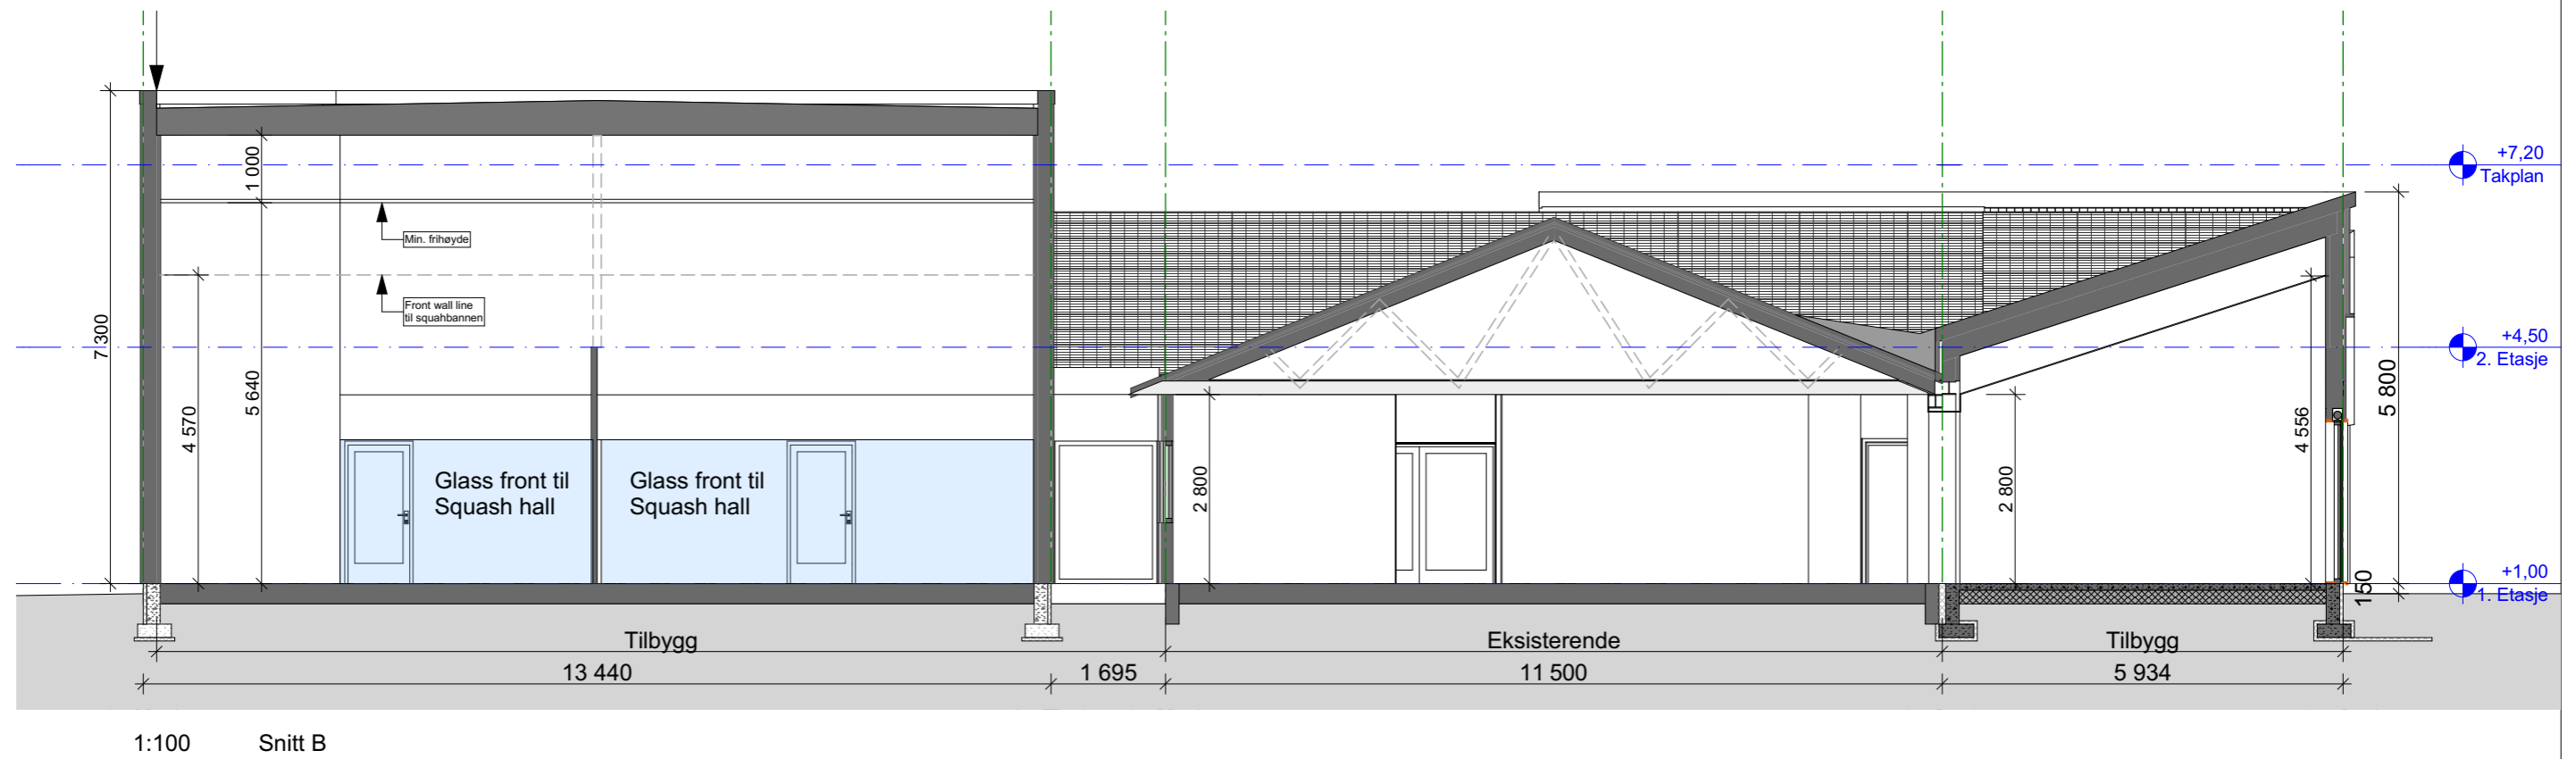 +7,20
Takplan
1 000
Min. frihøyde
Front wall line
til squahbannen
7 300
+4,50
2. Etasje
5 640
4 570
5 800
4 556
Glass front til
Squash hall
Glass front til
Squash hall
2 800
2 800
+1,00
1. Etasje
150
Tilbygg
Eksisterende
Tilbygg
13 440
1 695
11 500
5 934
1:100
Snitt B